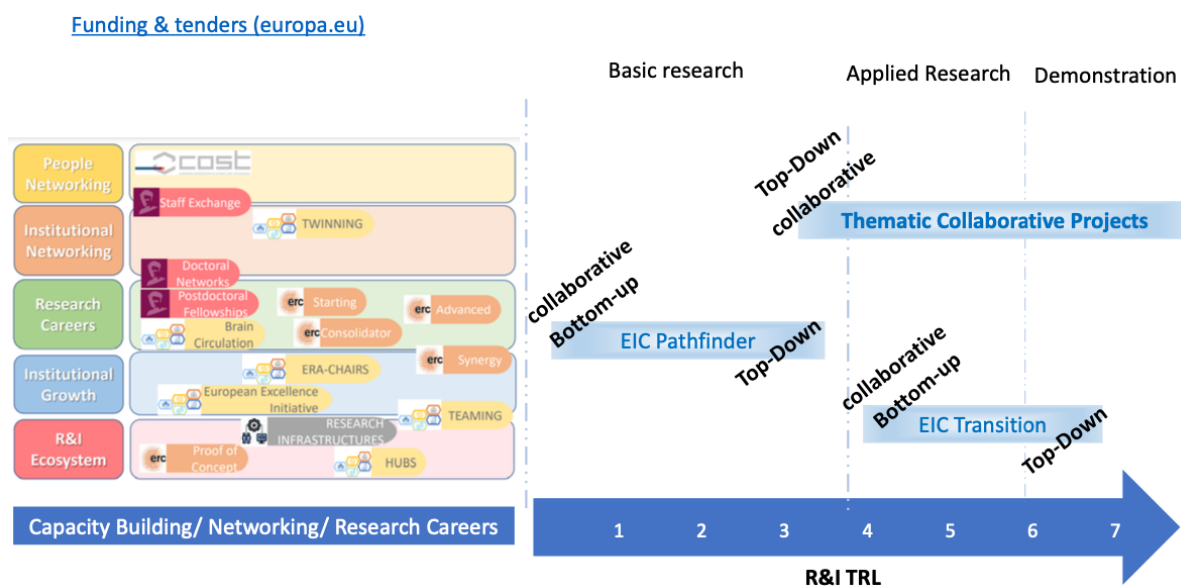 Funding & tenders (europa.eu)
Basic research
Applied Research
Demonstration
People
Networking
cost
Staff Exchange
Institutional
Networking
TWINNING
Doctoral
Networks
Research
Careers
Postdoctoral
Fellowships
erc Starting
erc Advanced
Brain
Circulation
erc Consolidator
erc Synergy
Institutional
Growth
ERA-CHAIRS
European Excellence
Initiative
TEAMING
R&I
Ecosystem
RESEARCH
INFRASTRUCTURES
erc Proof of
Concept
HUBS
Capacity Building/ Networking/ Research Careers
Top-Down
collaborative
Thematic Collaborative Projects
collaborative
Bottom-up
EIC Pathfinder
Top-Down
collaborative
Bottom-up
EIC Transition
Top-Down
1 2 3 4 5 6 7
R&I TRL